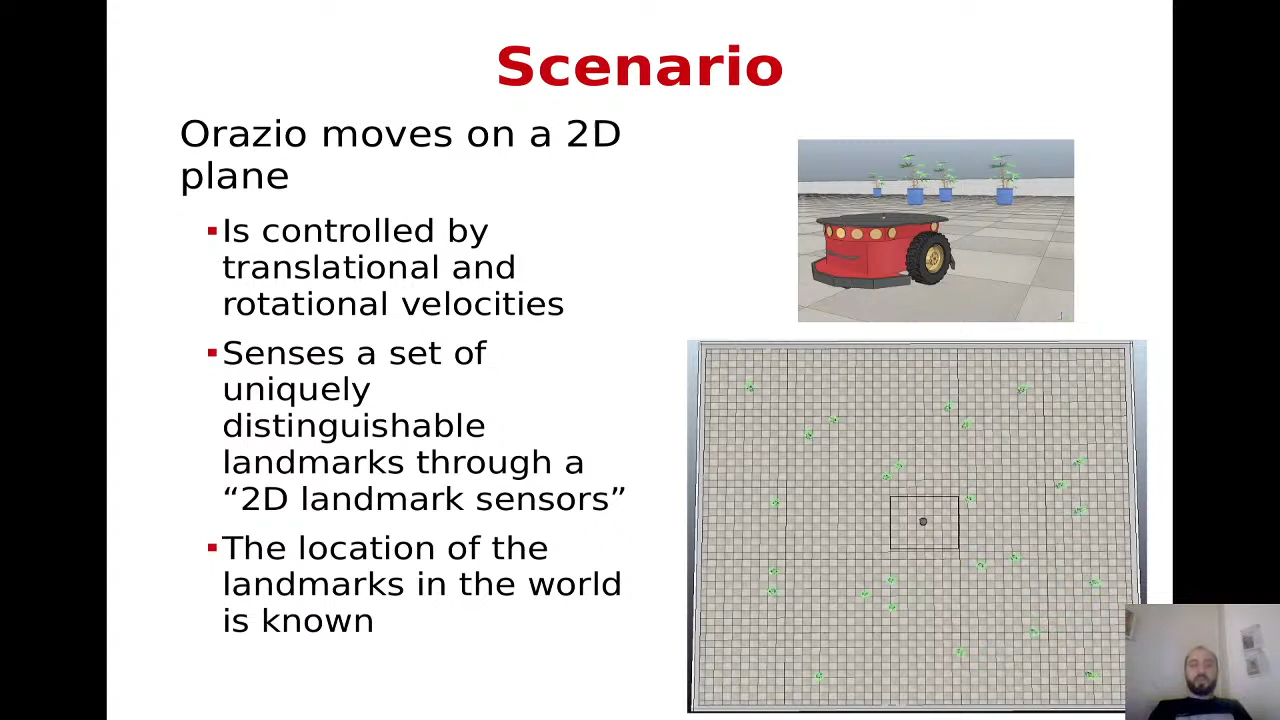 Scenario
Orazio moves on a 2D
plane
▪Is controlled by
translational and
rotational velocities
▪Senses a set of
uniquely
distinguishable
landmarks through a
“2D landmark sensors”
▪The location of the
landmarks in the world
is known